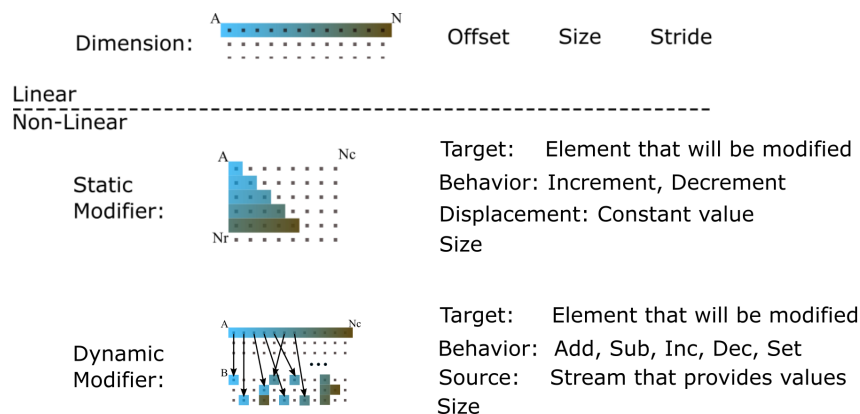 A N
Dimension: Offset Size Stride
Linear
Non-Linear
A Nc
Target: Element that will be modified
Static Behavior: Increment, Decrement
Modifier: Displacement: Constant value
Nr Size
A Nc
Target: Element that will be modified
Dynamic Behavior: Add, Sub, Inc, Dec, Set
B ...
Modifier: Source: Stream that provides values
Size